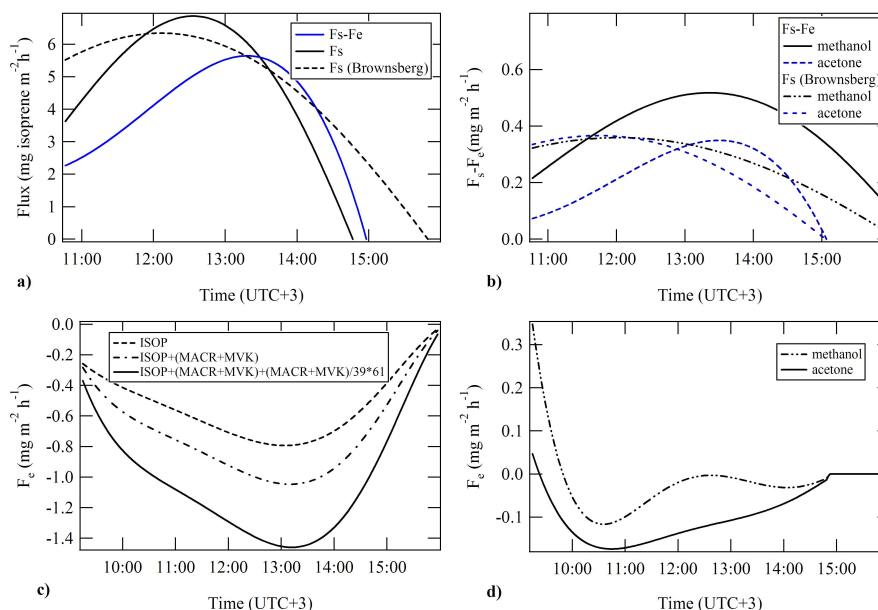 6
5
4
3
2
1
0
Flux (mg isoprene m-2h-1)
Fs-Fe
Fs
Fs (Brownsberg)
11:00 12:00 13:00 14:00 15:00
a)
Time (UTC+3)
0.8
0.6
0.4
0.2
0.0
Fs-Fe(mg m-2 h-1)
Fs-Fe
methanol
acetone
Fs (Brownsberg)
methanol
acetone
11:00 12:00 13:00 14:00 15:00
b)
Time (UTC+3)
0.0
-0.2
-0.4
-0.6
-0.8
-1.0
-1.2
-1.4
Fe (mg m-2 h-1)
ISOP
ISOP+(MACR+MVK)
ISOP+(MACR+MVK)+(MACR+MVK)/39*61
10:00 11:00 12:00 13:00 14:00 15:00
c)
Time (UTC+3)
0.3
0.2
0.1
0.0
-0.1
Fe (mg m-2 h-1)
methanol
acetone
10:00 11:00 12:00 13:00 14:00 15:00
d)
Time (UTC+3)